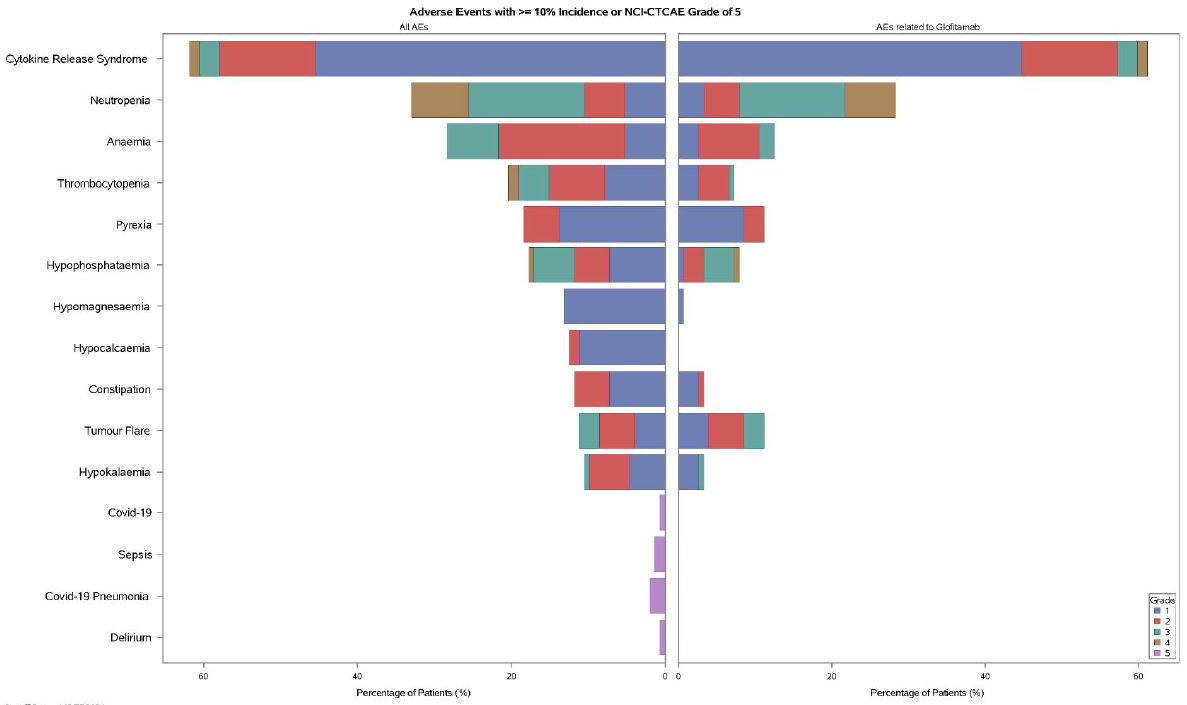 Adverse Events with >= 10% Incidence or NCI-CTCAE Grade of 5
All AEs
AEs related to Glofitamab
Cytokine Release Syndrome
Neutropenia
Anaemia
Thrombocytopenia
Pyrexia
Hypophosphataemia
Hypomagnesaemia
Hypocalcaemia
Constipation
Tumour Flare
Hypokalaemia
Covid-19
Sepsis
Covid-19 Pneumonia
Delirium
Grade
1
2
3
4
5
60 40 20 0 0 20 40 60
Percentage of Patients (%)
Percentage of Patients (%)